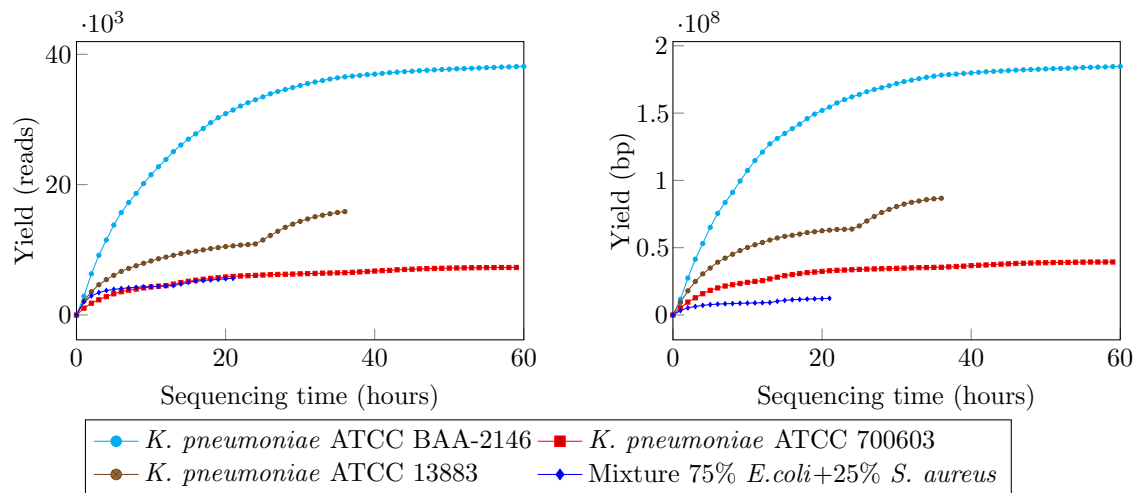 ·10³
Yield (reads)
40
20
0
0 20 40 60
Sequencing time (hours)
·10⁸
Yield (bp)
2
1.5
1
0.5
0
0 20 40 60
Sequencing time (hours)
K. pneumoniae ATCC BAA-2146
K. pneumoniae ATCC 700603
K. pneumoniae ATCC 13883
Mixture 75% E.coli+25% S. aureus